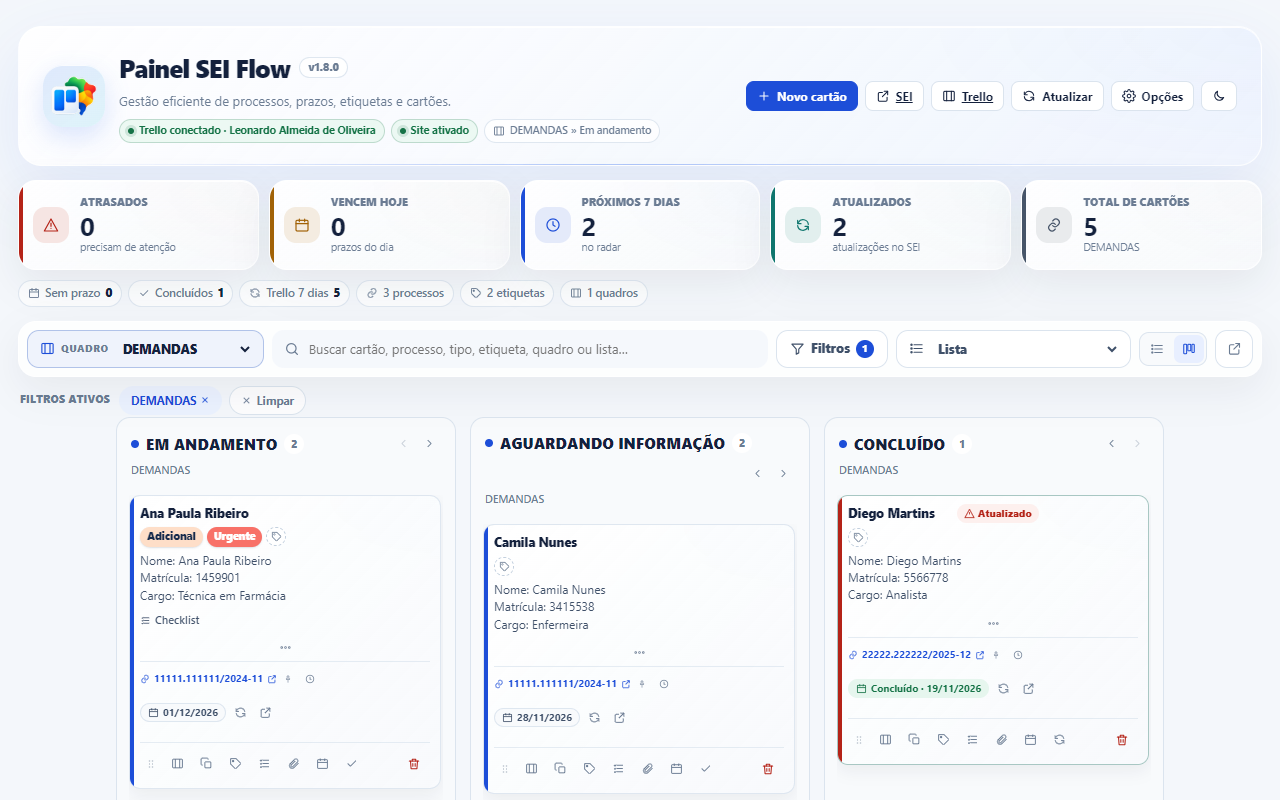 Painel SEI Flow v1.8.0
Gestão eficiente de processos, prazos, etiquetas e cartões.
Trello conectado · Leonardo Almeida de Oliveira Site ativado DEMANDAS » Em andamento
Novo cartão SEI Trello Atualizar Opções
ATRASADOS
0
precisam de atenção
VENCEM HOJE
0
prazos do dia
PRÓXIMOS 7 DIAS
2
no radar
ATUALIZADOS
2
atualizações no SEI
TOTAL DE CARTÕES
5
DEMANDAS
Sem prazo 0 Concluídos 1 Trello 7 dias 5 3 processos 2 etiquetas 1 quadros
QUADRO DEMANDAS Buscar cartão, processo, tipo, etiqueta, quadro ou lista... Filtros 1 Lista
FILTROS ATIVOS DEMANDAS × × Limpar
EM ANDAMENTO 2
DEMANDAS
Ana Paula Ribeiro
Adicional Urgente
Nome: Ana Paula Ribeiro
Matrícula: 1459901
Cargo: Técnica em Farmácia
Checklist
11111.111111/2024-11
01/12/2026
AGUARDANDO INFORMAÇÃO 2
DEMANDAS
Camila Nunes
Nome: Camila Nunes
Matrícula: 3415538
Cargo: Enfermeira
11111.111111/2024-11
28/11/2026
CONCLUÍDO 1
DEMANDAS
Diego Martins Atualizado
Nome: Diego Martins
Matrícula: 5566778
Cargo: Analista
22222.222222/2025-12
Concluído · 19/11/2026